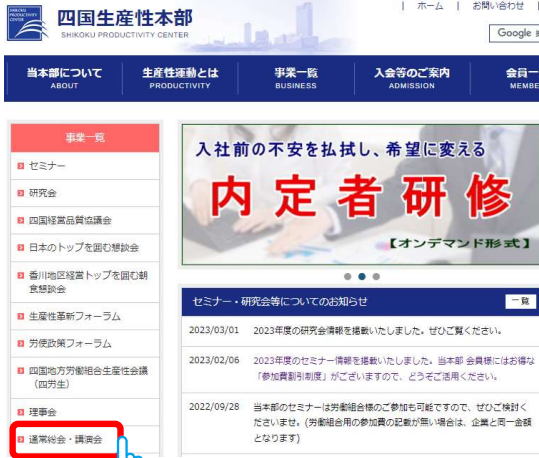 SHIKOKU
PRODUCTIVITY
CENTER
四国生産性本部
SHIKOKU PRODUCTIVITY CENTER
| ホーム | お問い合わせ |
Google
当本部について
ABOUT
生産性運動とは
PRODUCTIVITY
事業一覧
BUSINESS
入会等のご案内
ADMISSION
会員一
MEMBE
事業一覧
セミナー
研究会
四国経営品質協議会
日本のトップを囲む懇談会
香川地区経営トップを囲む朝
食懇談会
生産性革新フォーラム
労使政策フォーラム
四国地方労働組合生産性会議
（四労生）
理事会
通常総会・講演会
入社前の不安を払拭し、希望に変える
内定者研修
【オンデマンド形式】
セミナー・研究会等についてのお知らせ
一覧
2023/03/01 2023年度の研究会情報を掲載いたしました。ぜひご覧ください。
2023/02/06 2023年度のセミナー情報を掲載いたしました。当本部 会員様にはお得な
「参加費割引制度」がございますので、どうぞご活用ください。
2022/09/28 当本部のセミナーは労働組合様のご参加も可能ですので、ぜひご検討く
ださいませ。(労働組合用の参加費の記載が無い場合は、企業と同一金額
となります)